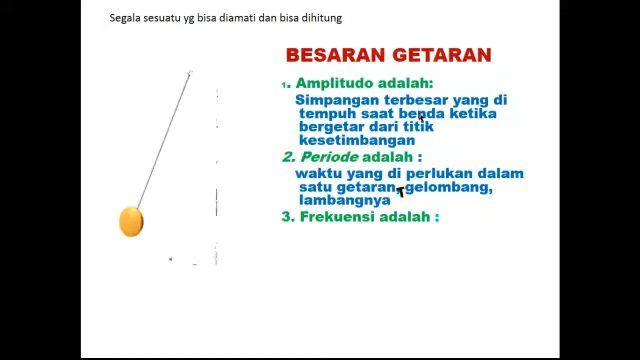 Segala sesuatu yg bisa diamati dan bisa dihitung
BESARAN GETARAN
1. Amplitudo adalah:
Simpangan terbesar yang di
tempuh saat benda ketika
bergetar dari titik
kesetimbangan
2. Periode adalah :
waktu yang di perlukan dalam
satu getaran, gelombang,
lambangnya T
3. Frekuensi adalah :